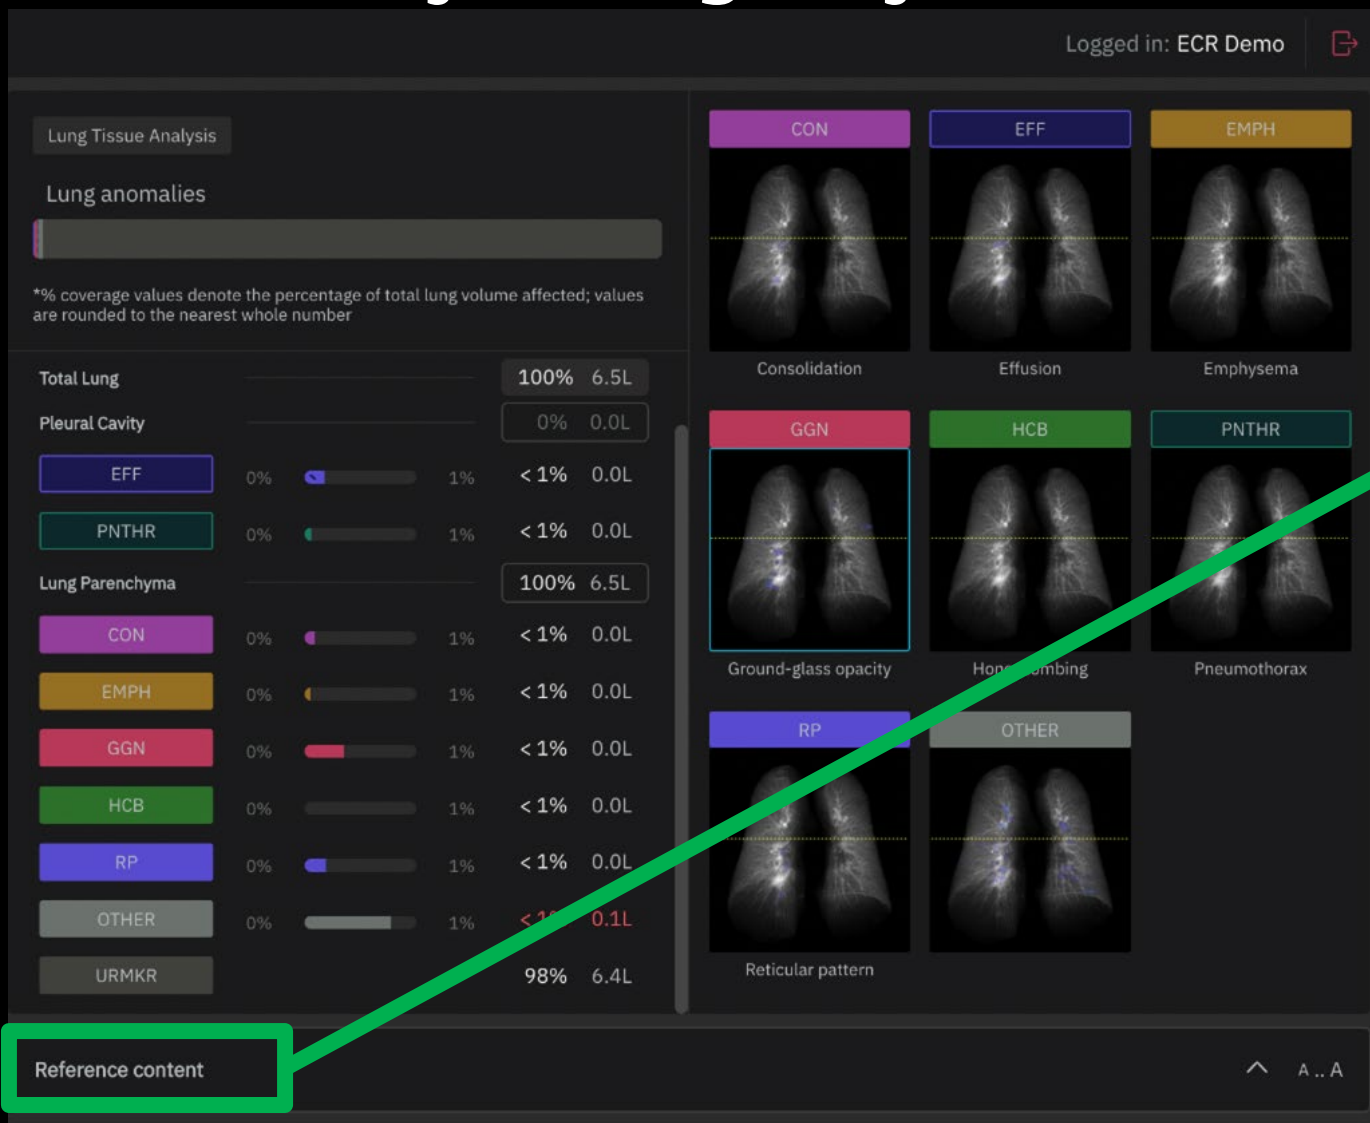 Logged in: ECR Demo
Lung Tissue Analysis
Lung anomalies
*% coverage values denote the percentage of total lung volume affected; values
are rounded to the nearest whole number
Total Lung 100% 6.5L
Pleural Cavity 0% 0.0L
EFF 0% 1% < 1% 0.0L
PNTHR 0% 1% < 1% 0.0L
Lung Parenchyma 100% 6.5L
CON 0% 1% < 1% 0.0L
EMPH 0% 1% < 1% 0.0L
GGN 0% 1% < 1% 0.0L
HCB 0% 1% < 1% 0.0L
RP 0% 1% < 1% 0.0L
OTHER 0% 1% 0.1L
URMKR 98% 6.4L
CON EFF EMPH
Consolidation Effusion Emphysema
GGN HCB PNTHR
Ground-glass opacity Pneumothorax
RP OTHER
Reticular pattern
Reference content A .. A